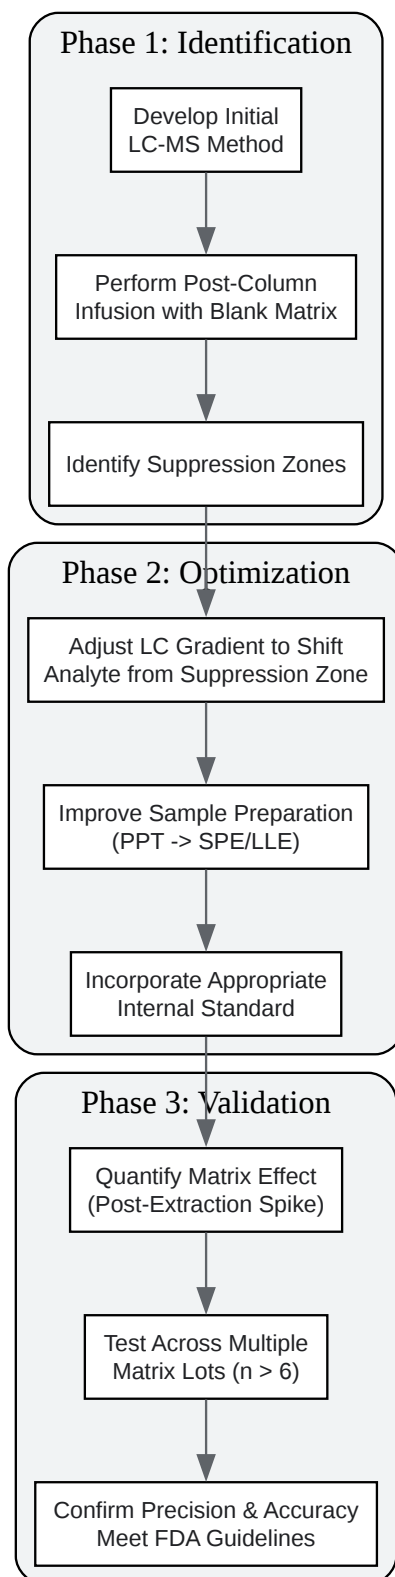 Phase 1: Identification
Develop Initial
LC-MS Method
Perform Post-Column
Infusion with Blank Matrix
Identify Suppression Zones
Phase 2: Optimization
Adjust LC Gradient to Shift
Analyte from Suppression Zone
Improve Sample Preparation
(PPT -> SPE/LLE)
Incorporate Appropriate
Internal Standard
Phase 3: Validation
Quantify Matrix Effect
(Post-Extraction Spike)
Test Across Multiple
Matrix Lots (n > 6)
Confirm Precision & Accuracy
Meet FDA Guidelines